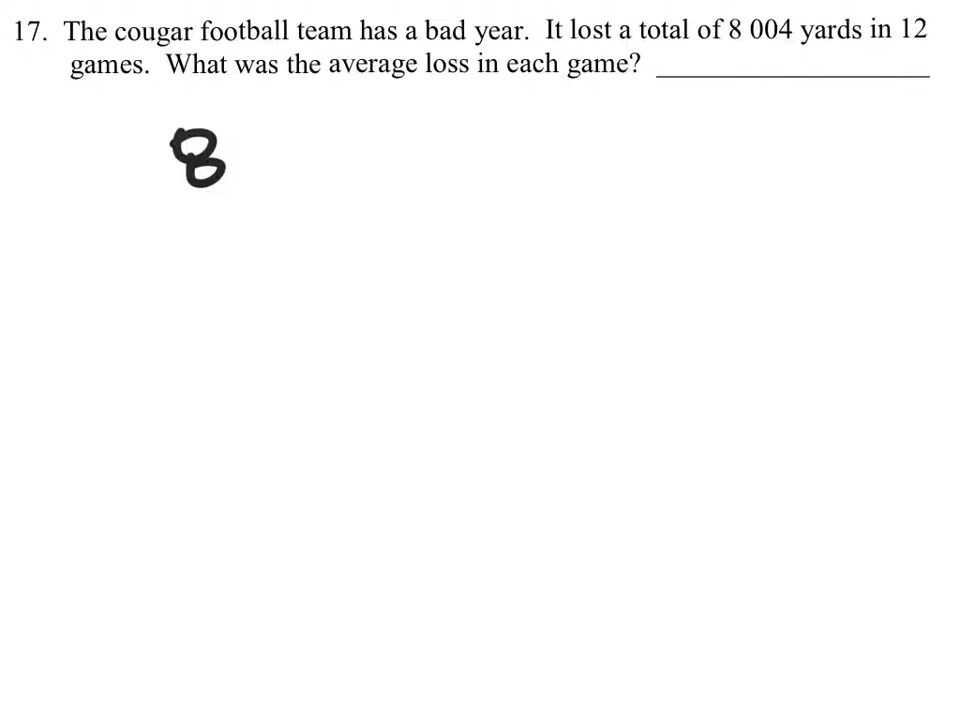 17. The cougar football team has a bad year. It lost a total of 8 004 yards in 12
games. What was the average loss in each game? ____________________
8